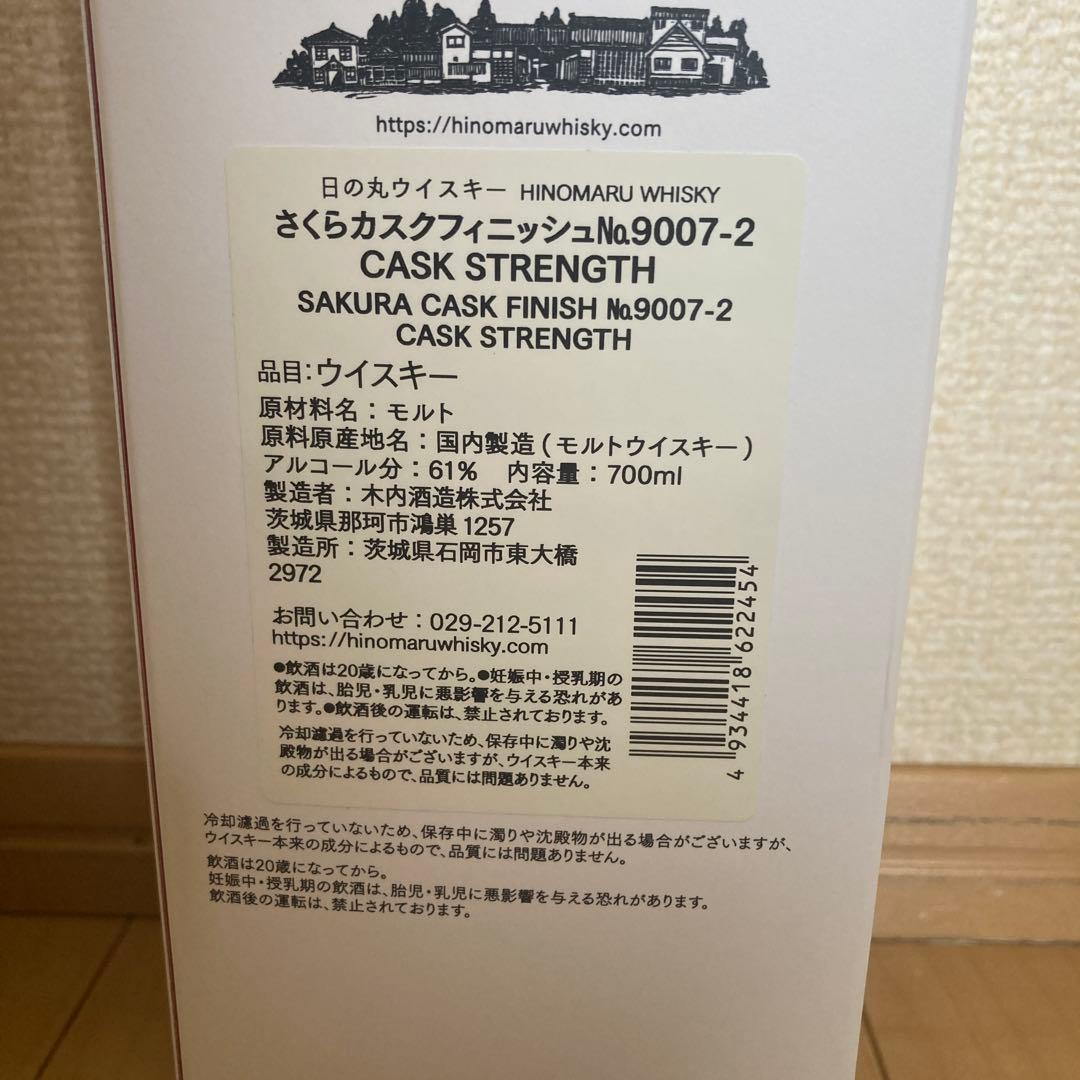 https://hinomaruwhisky.com
日の丸ウイスキー HINOMARU WHISKY
さくらカスクフィニッシュ№9007-2
CASK STRENGTH
SAKURA CASK FINISH №9007-2
CASK STRENGTH
品目:ウイスキー
原材料名：モルト
原料原産地名：国内製造(モルトウイスキー)
アルコール分：61%　内容量：700ml
製造者：木内酒造株式会社
茨城県那珂市鴻巣1257
製造所：茨城県石岡市東大橋
2972
お問い合わせ：029-212-5111
https://hinomaruwhisky.com
●飲酒は20歳になってから。●妊娠中・授乳期の
飲酒は、胎児・乳児に悪影響を与える恐れがあ
ります。●飲酒後の運転は、禁止されております。
冷却濾過を行っていないため、保存中に濁りや沈
殿物が出る場合がございますが、ウイスキー本来
の成分によるもので、品質には問題ありません。
4 934418 622454
冷却濾過を行っていないため、保存中に濁りや沈殿物が出る場合がございますが、
ウイスキー本来の成分によるもので、品質には問題ありません。
飲酒は20歳になってから。
妊娠中・授乳期の飲酒は、胎児・乳児に悪影響を与える恐れがあります。
飲酒後の運転は、禁止されております。